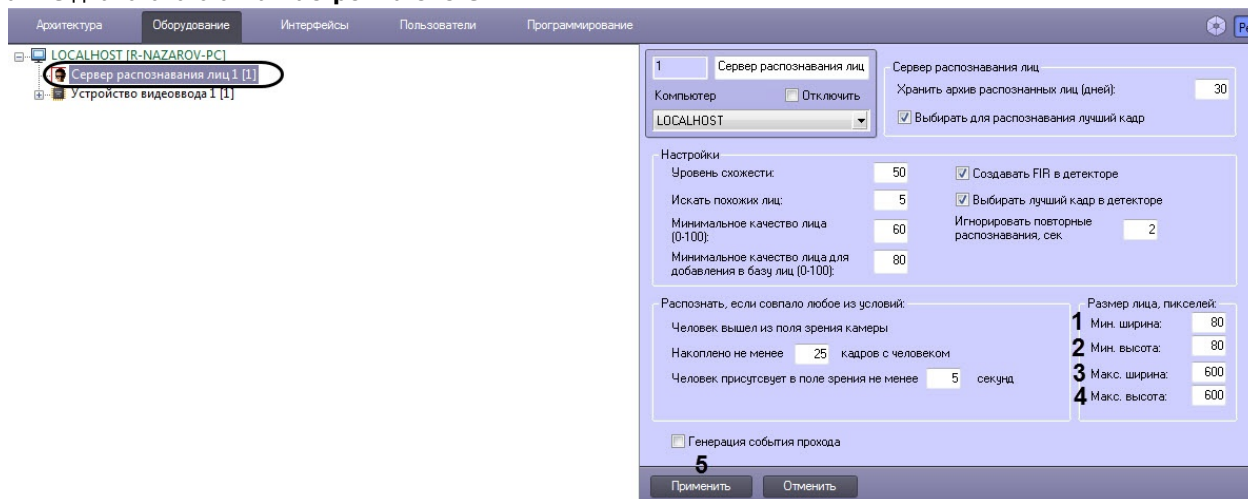 Архитектура Оборудование Интерфейсы Пользователи Программирование
LOCALHOST [R-NAZAROV-PC]
Сервер распознавания лиц 1 [1]
Устройство видеоввода 1 [1]
1 Сервер распознавания лиц
Компьютер Отключить
LOCALHOST
Сервер распознавания лиц
Хранить архив распознанных лиц (дней): 30
Выбирать для распознавания лучший кадр
Настройки
Уровень схожести: 50
Создавать FIR в детекторе
Искать похожих лиц: 5
Выбирать лучший кадр в детекторе
Минимальное качество лица
(0-100): 60
Игнорировать повторные
распознавания, сек 2
Минимальное качество лица для
добавления в базу лиц (0-100): 80
Распознать, если совпало любое из условий:
Человек вышел из поля зрения камеры
Накоплено не менее 25 кадров с человеком
Человек присутсвует в поле зрения не менее 5 секунд
Размер лица, пикселей:
1 Мин. ширина: 80
2 Мин. высота: 80
3 Макс. ширина: 600
4 Макс. высота: 600
Генерация события прохода
5
Применить Отменить